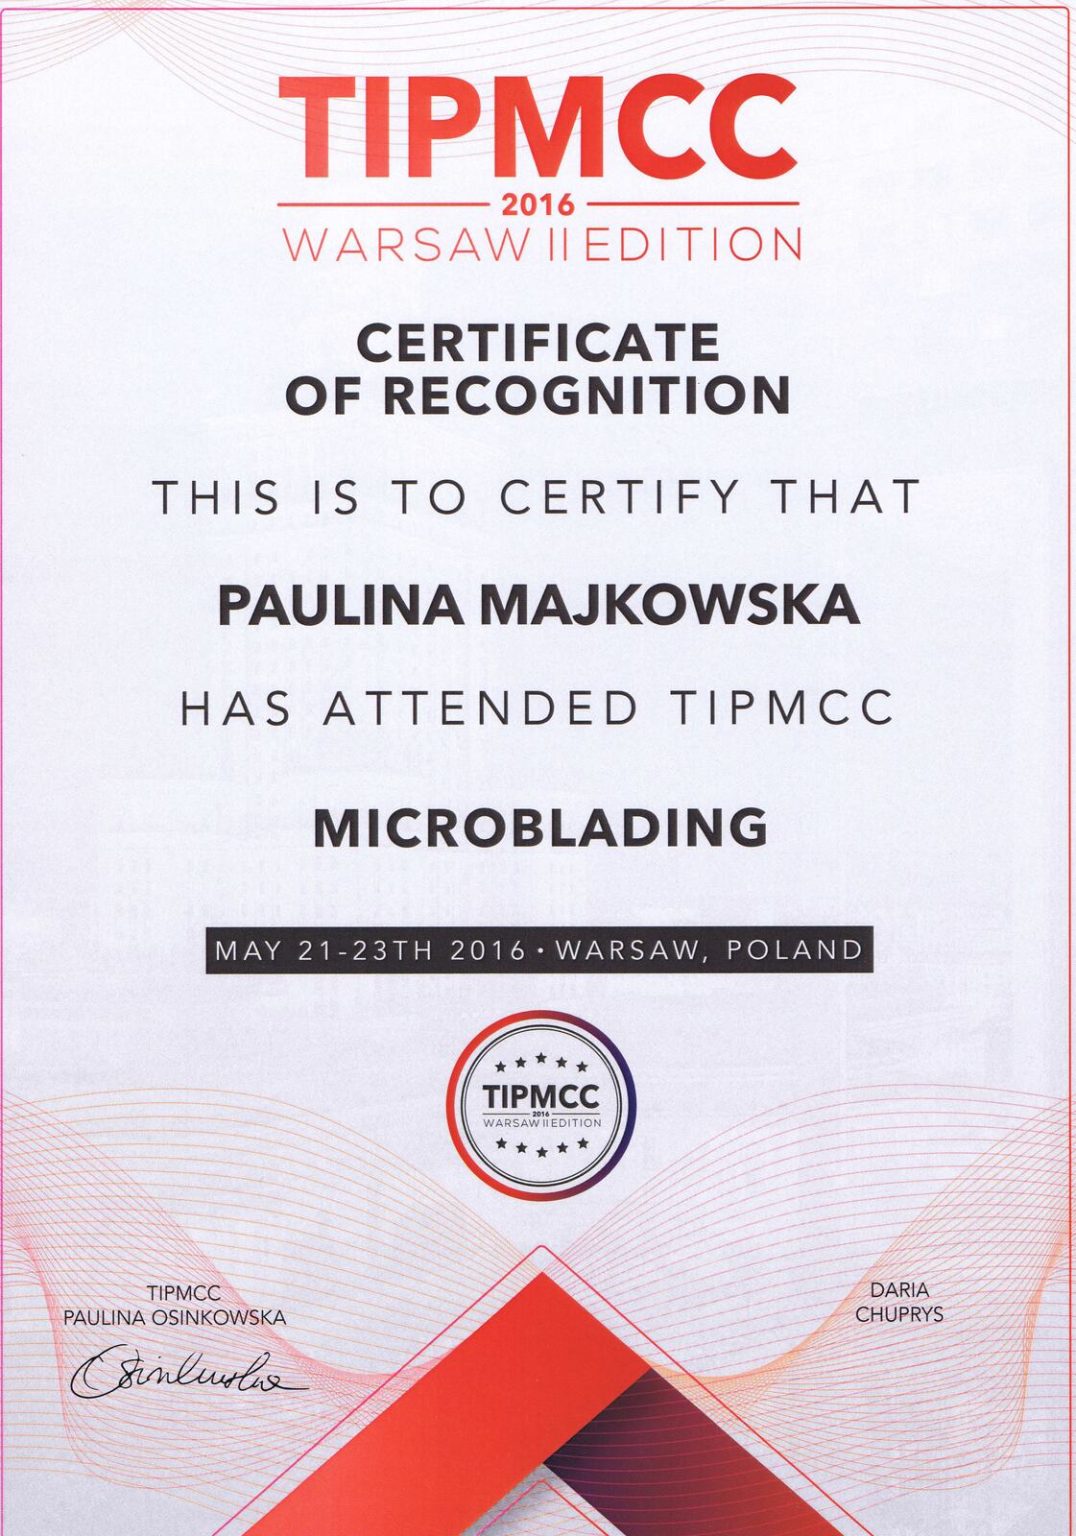 TIPMCC
2016
WARSAW II EDITION
CERTIFICATE
OF RECOGNITION
THIS IS TO CERTIFY THAT
PAULINA MAJKOWSKA
HAS ATTENDED TIPMCC
MICROBLADING
MAY 21-23TH 2016 • WARSAW, POLAND
TIPMCC
2016
WARSAW II EDITION
TIPMCC
PAULINA OSINKOWSKA
Osinkowska
DARIA
CHUPRYS